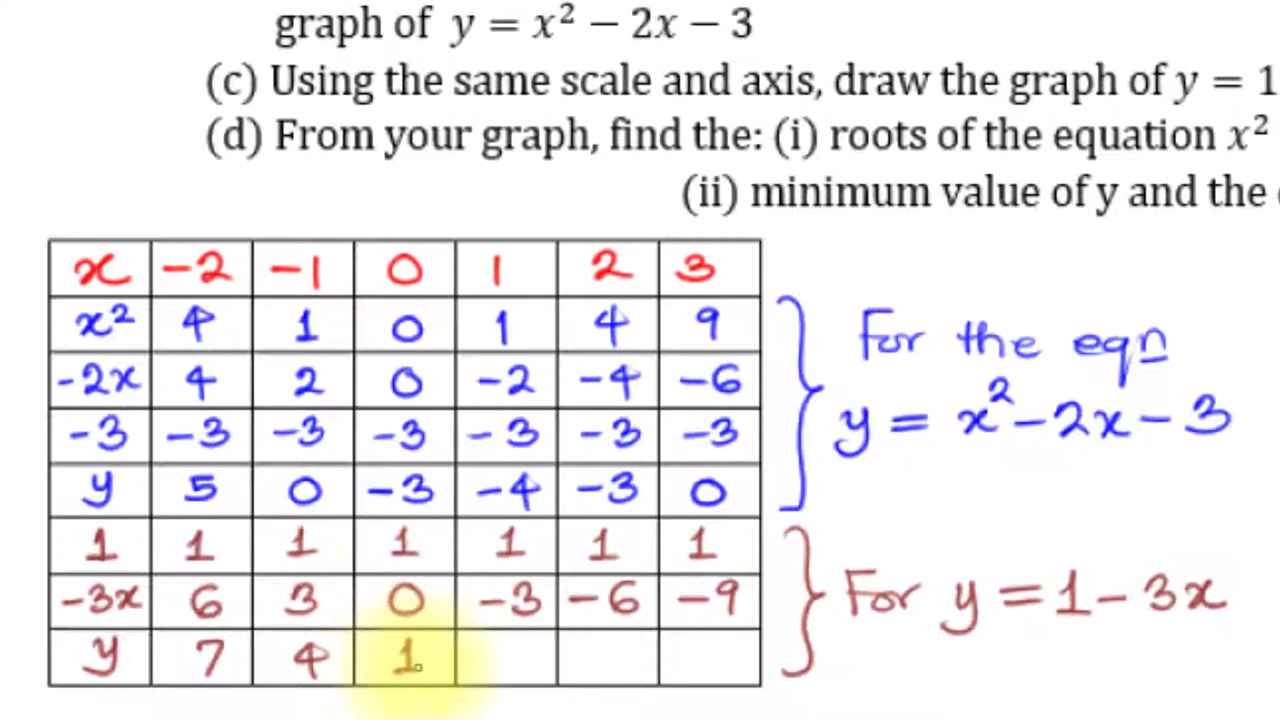 graph of y = x² − 2x − 3
(c) Using the same scale and axis, draw the graph of y = 1
(d) From your graph, find the: (i) roots of the equation x²
(ii) minimum value of y and the
x -2 -1 0 1 2 3
x² 4 1 0 1 4 9
-2x 4 2 0 -2 -4 -6
-3 -3 -3 -3 -3 -3 -3
y 5 0 -3 -4 -3 0
For the eqn
y = x² - 2x - 3
1 1 1 1 1 1 1
-3x 6 3 0 -3 -6 -9
y 7 4 1
For y = 1 - 3x